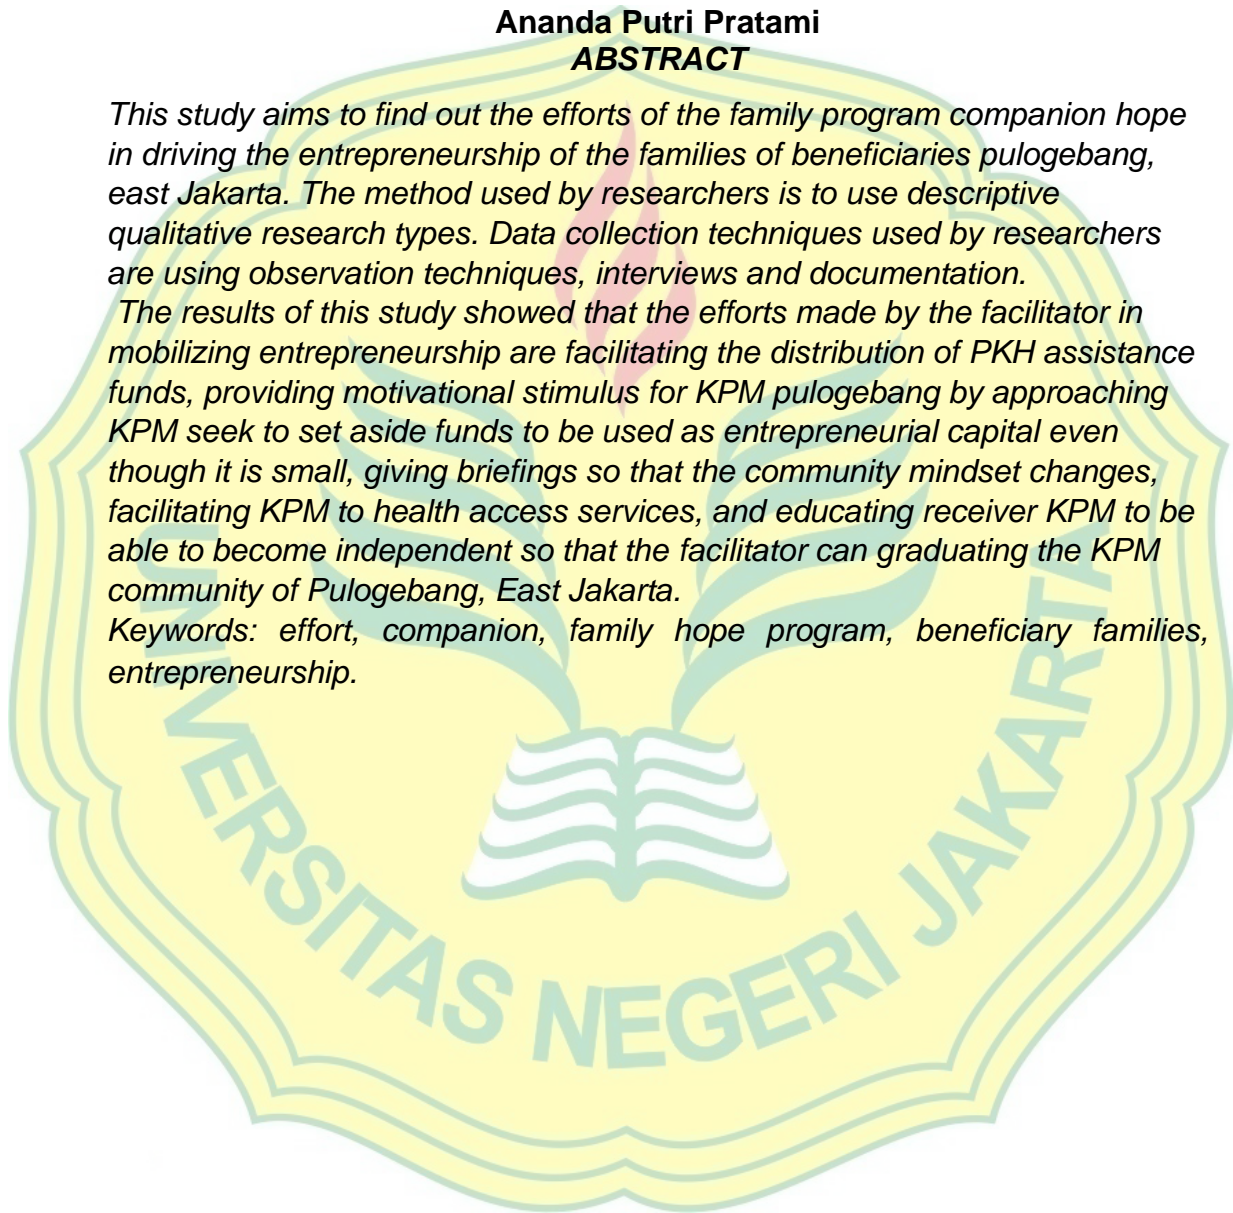 Ananda Putri Pratami
ABSTRACT
This study aims to find out the efforts of the family program companion hope
in driving the entrepreneurship of the families of beneficiaries pulogebang,
east Jakarta. The method used by researchers is to use descriptive
qualitative research types. Data collection techniques used by researchers
are using observation techniques, interviews and documentation.
The results of this study showed that the efforts made by the facilitator in
mobilizing entrepreneurship are facilitating the distribution of PKH assistance
funds, providing motivational stimulus for KPM pulogebang by approaching
KPM seek to set aside funds to be used as entrepreneurial capital even
though it is small, giving briefings so that the community mindset changes,
facilitating KPM to health access services, and educating receiver KPM to be
able to become independent so that the facilitator can graduating the KPM
community of Pulogebang, East Jakarta.
Keywords: effort, companion, family hope program, beneficiary families,
entrepreneurship.
UNIVERSITAS NEGERI JAKARTA